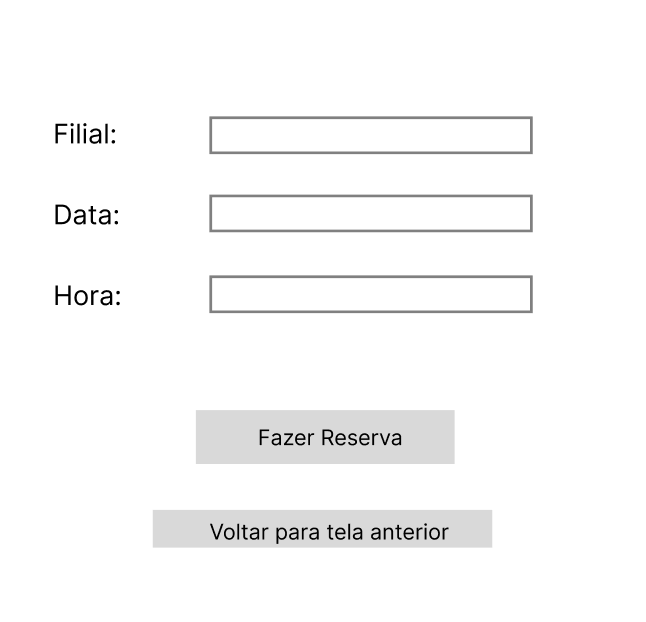 Filial:
Data:
Hora:
Fazer Reserva
Voltar para tela anterior